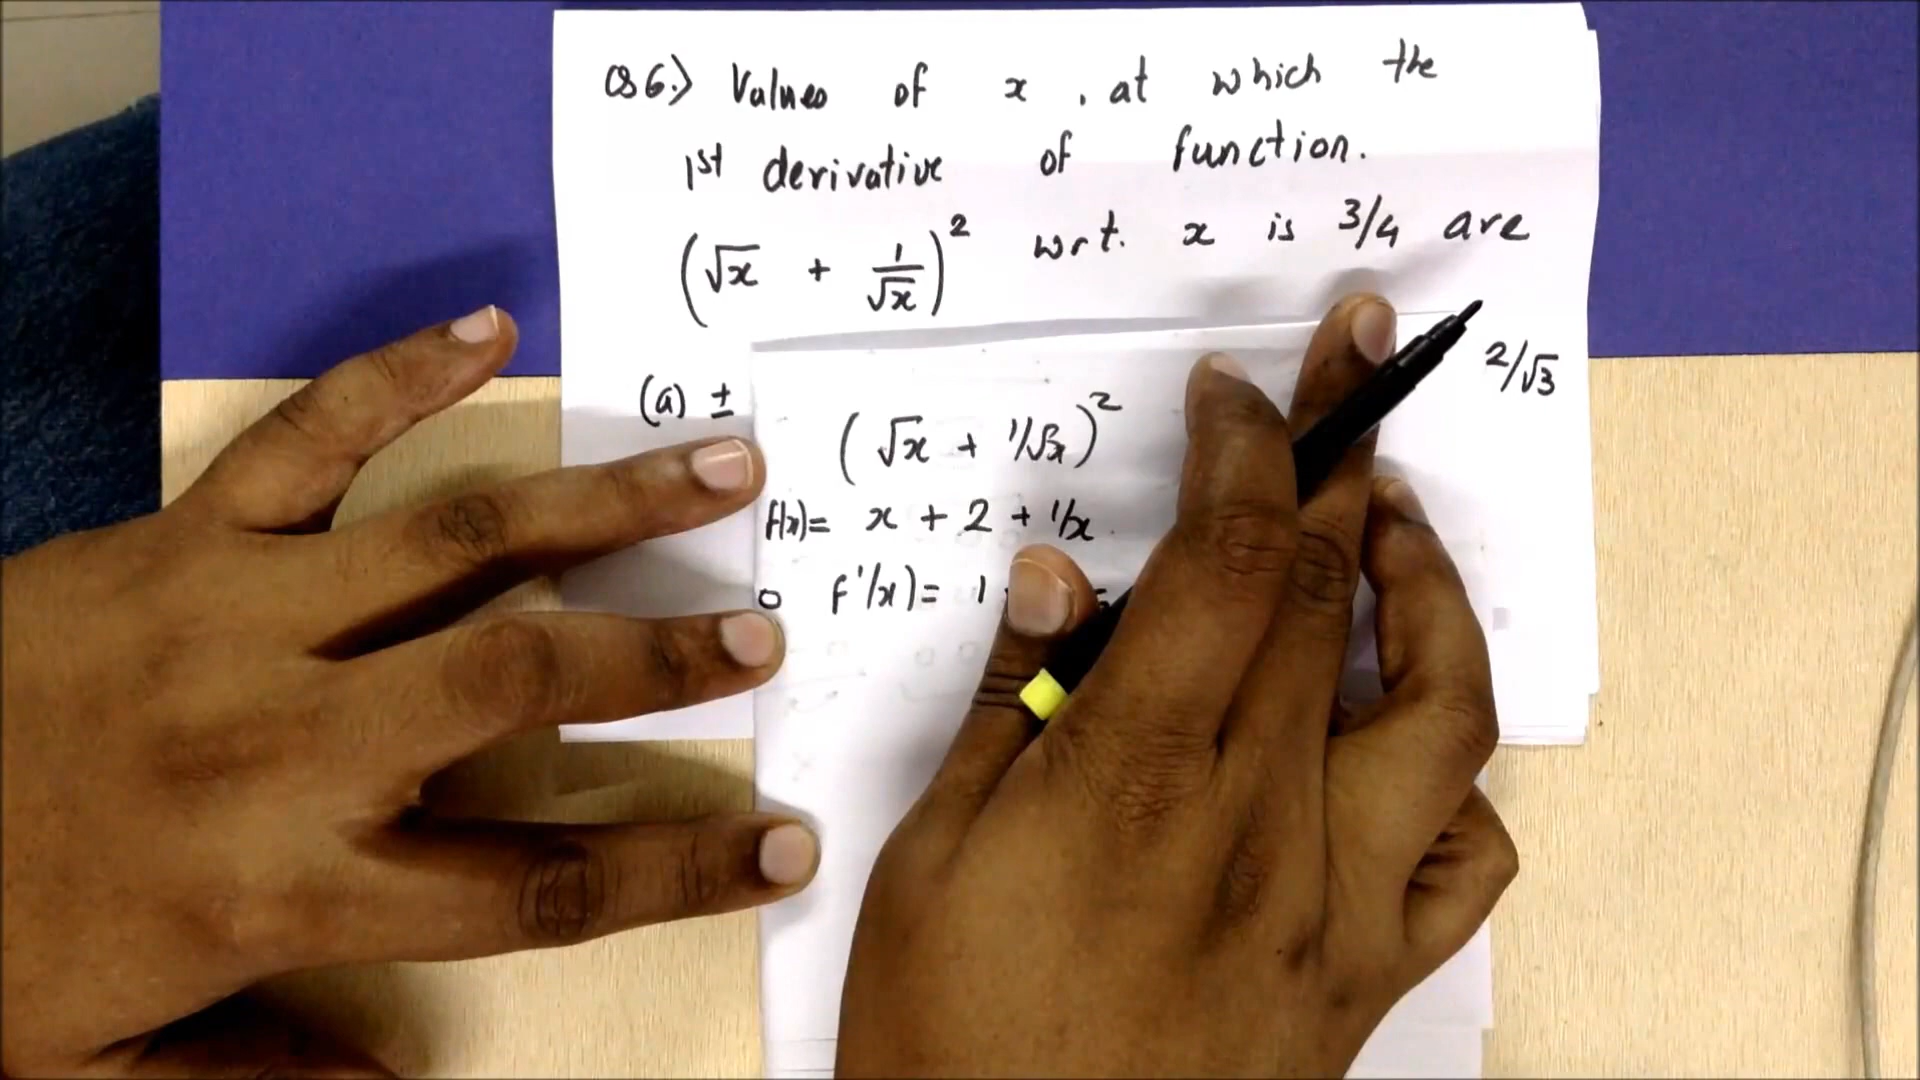 Q6.) Values of x, at which the
1st derivative of function.
(√x + 1/√x)² wrt. x is 3/4 are
(a) ± 2/√3
(√x + 1/√x)²
f(x)= x + 2 + 1/x
f'(x)= 1